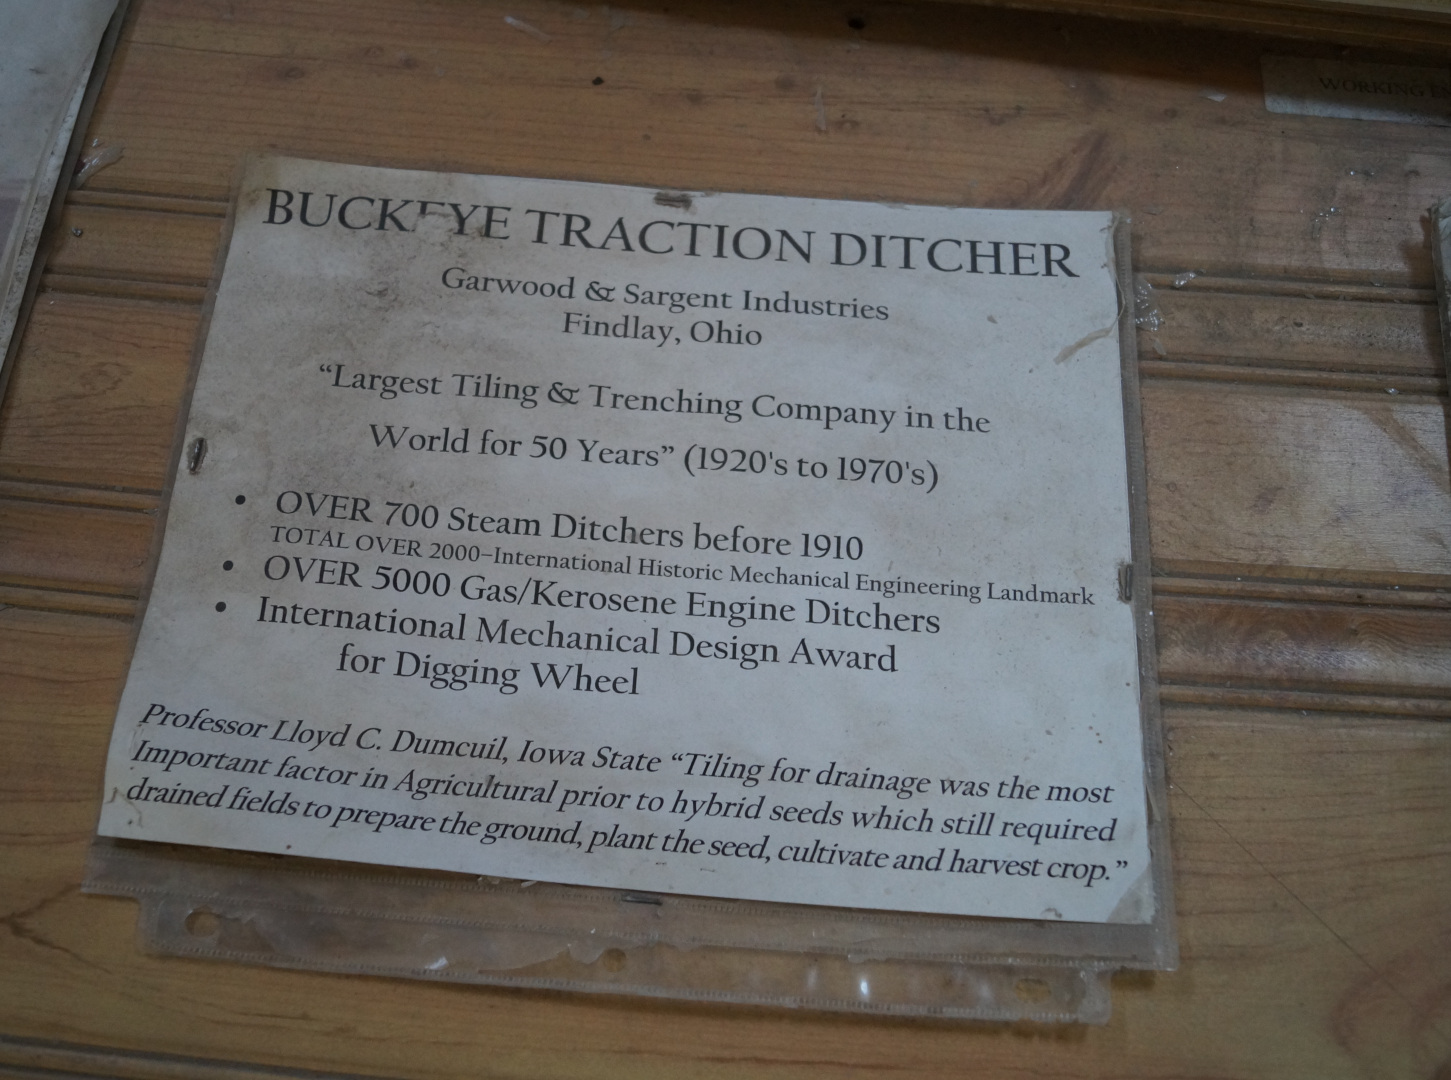 WORKING
BUCKEYE TRACTION DITCHER
Garwood & Sargent Industries
Findlay, Ohio
“Largest Tiling & Trenching Company in the
World for 50 Years” (1920's to 1970's)
• OVER 700 Steam Ditchers before 1910
TOTAL OVER 2000–International Historic Mechanical Engineering Landmark
• OVER 5000 Gas/Kerosene Engine Ditchers
• International Mechanical Design Award
for Digging Wheel
Professor Lloyd C. Dumcuil, Iowa State “Tiling for drainage was the most
Important factor in Agricultural prior to hybrid seeds which still required
drained fields to prepare the ground, plant the seed, cultivate and harvest crop.”